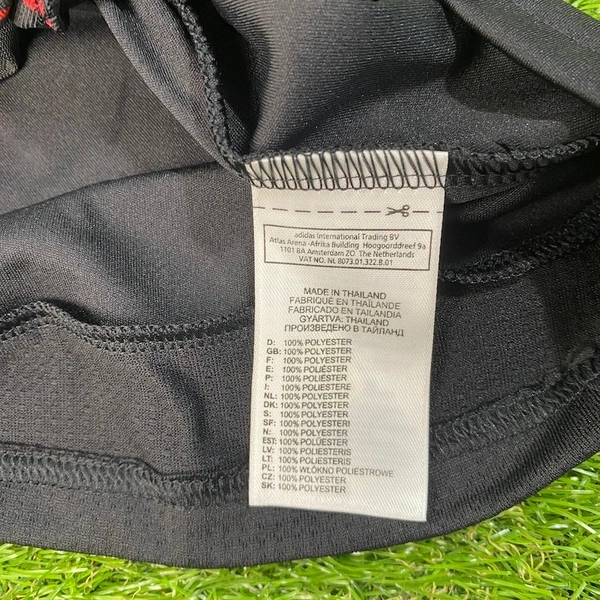 adidas International Trading BV
Atlas Arena -Afrika Building Hoogoorddreef 9a
1101 BA Amsterdam ZO The Netherlands
VAT NO. NL 8073.01.322.B.01
MADE IN THAILAND
FABRIQUÉ EN THAÏLANDE
FABRICADO EN TAILANDIA
GYÁRTVA: THAILAND
ПРОИЗВЕДЕНО В ТАЙЛАНД
D: 100% POLYESTER
GB: 100% POLYESTER
F: 100% POLYESTER
E: 100% POLIÉSTER
P: 100% POLIÉSTER
I: 100% POLIESTERE
NL: 100% POLYESTER
DK: 100% POLYESTER
S: 100% POLYESTER
SF: 100% POLYESTERI
N: 100% POLYESTER
EST: 100% POLÜESTER
LV: 100% POLIESTERIS
LT: 100% POLIESTERIS
PL: 100% WŁÓKNO POLIESTROWE
CZ: 100% POLYESTER
SK: 100% POLYESTER